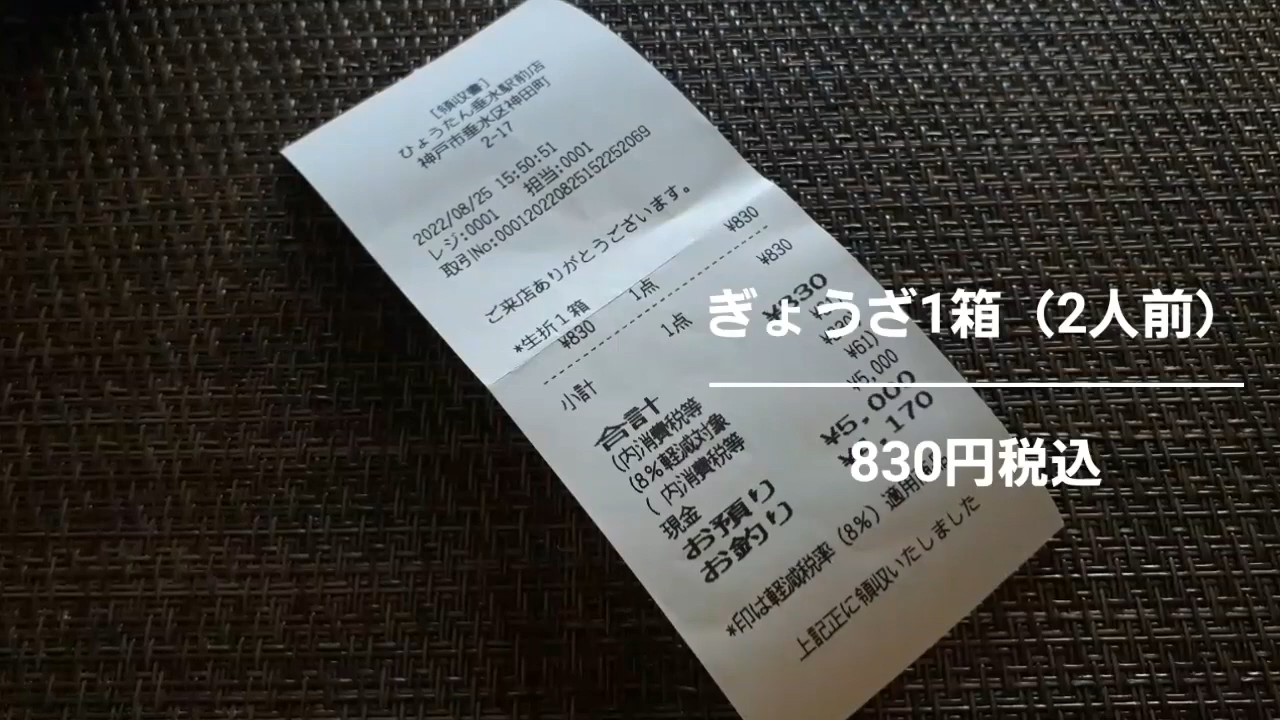 [領収書]
ひょうたん垂水駅前店
神戸市垂水区神田町
2-17
2022/08/25 15:50:51
レジ:0001 担当:0001
取引No:00012022082515225 2069
ご来店ありがとうございます。
*生折1箱
¥830 1点 ¥830
小計 1点 ¥830
合計
(内消費税等 ¥61)
(8%軽減対象
( 内消費税等
現金 ¥5,000
お預り ¥5,000
お釣り 170
*印は軽減税率(8%)適用
上記正に領収いたしました
ぎょうざ1箱（2人前）
830円税込